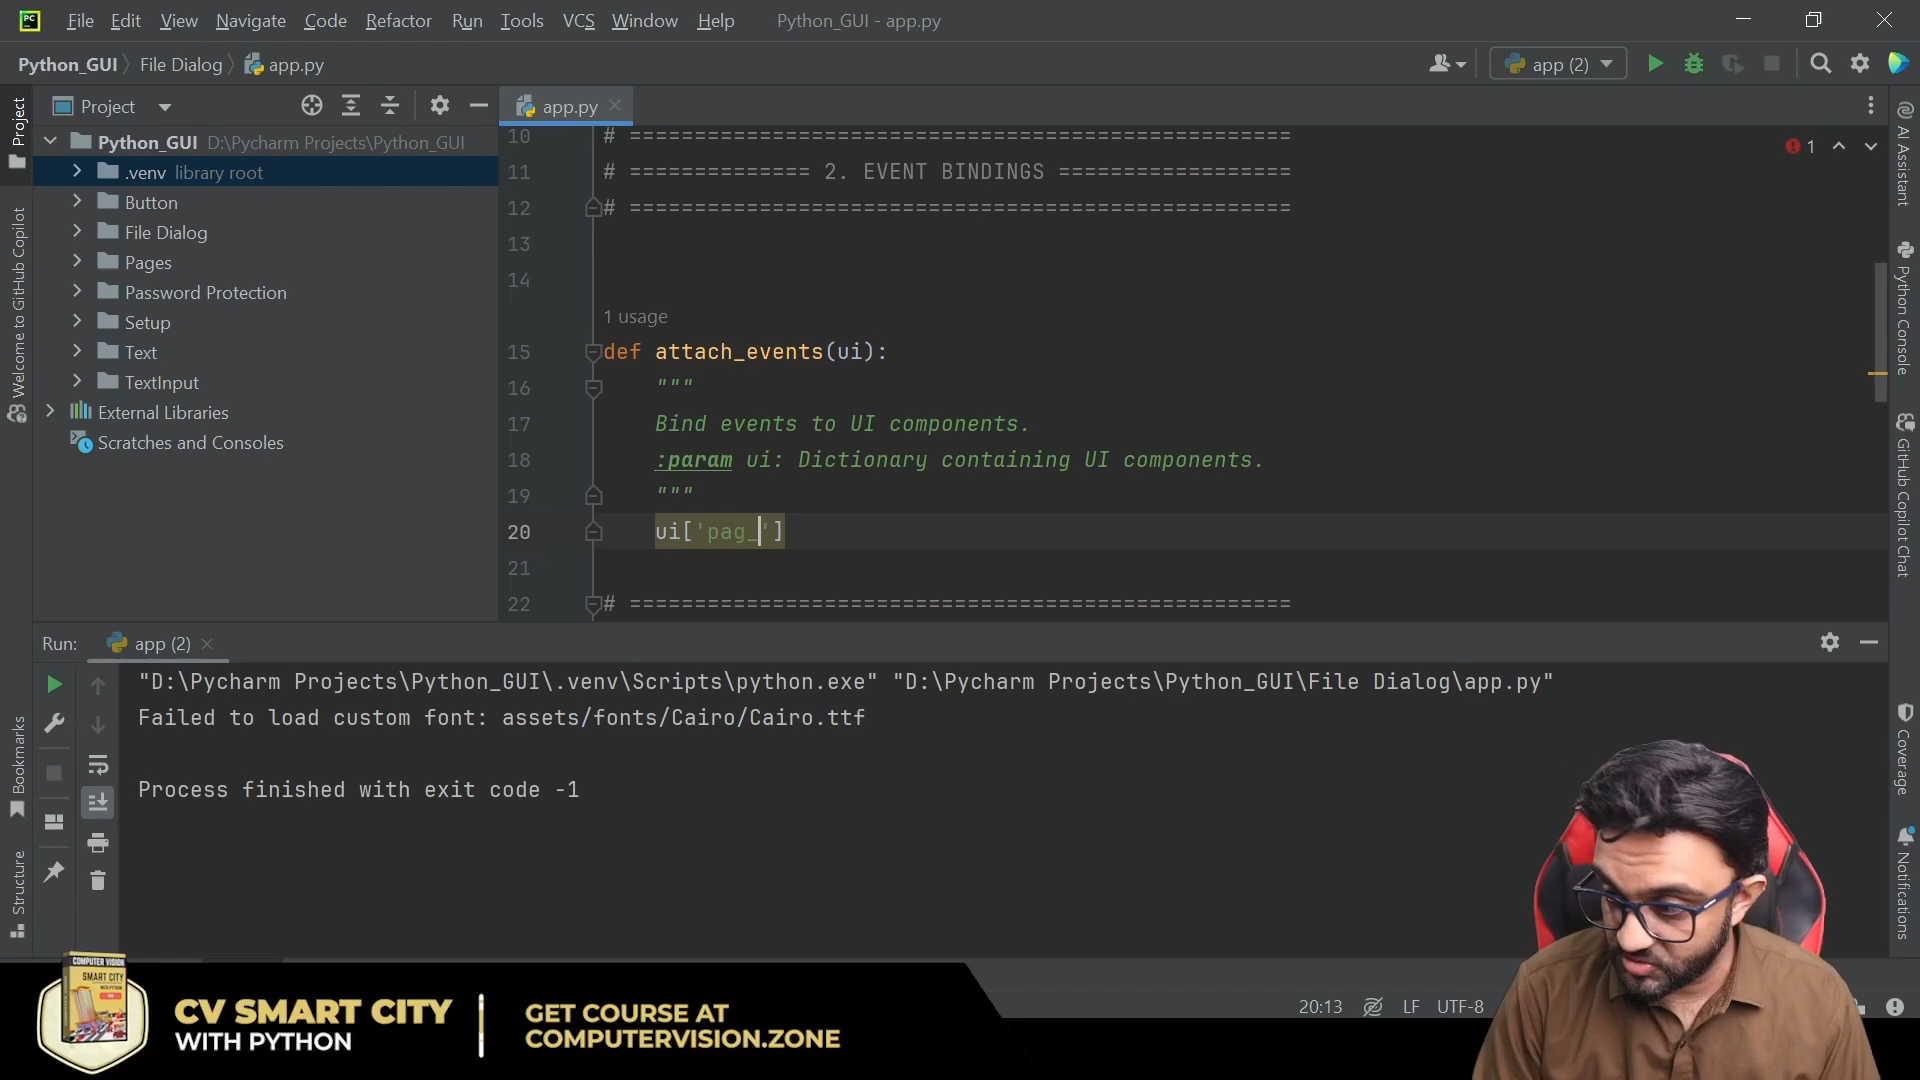 PC File Edit View Navigate Code Refactor Run Tools VCS Window Help Python_GUI - app.py
Python_GUI File Dialog app.py app (2)
Project app.py
Python_GUI D:\Pycharm Projects\Python_GUI
.venv library root
Button
File Dialog
Pages
Password Protection
Setup
Text
TextInput
External Libraries
Scratches and Consoles
10 # ===================================================
11 # ============== 2. EVENT BINDINGS ==================
12 # ===================================================
13
14
1 usage
15 def attach_events(ui):
16 """
17 Bind events to UI components.
18 :param ui: Dictionary containing UI components.
19 """
20 ui['pag_']
21
22 # ===================================================
1
Project
Welcome to GitHub Copilot
Bookmarks
Structure
AI Assistant
Python Console
GitHub Copilot Chat
Coverage
Notifications
Run: app (2)
"D:\Pycharm Projects\Python_GUI\.venv\Scripts\python.exe" "D:\Pycharm Projects\Python_GUI\File Dialog\app.py"
Failed to load custom font: assets/fonts/Cairo/Cairo.ttf
Process finished with exit code -1
20:13 LF UTF-8
COMPUTER VISION
SMART CITY
WITH PYTHON
CV SMART CITY
WITH PYTHON
GET COURSE AT
COMPUTERVISION.ZONE